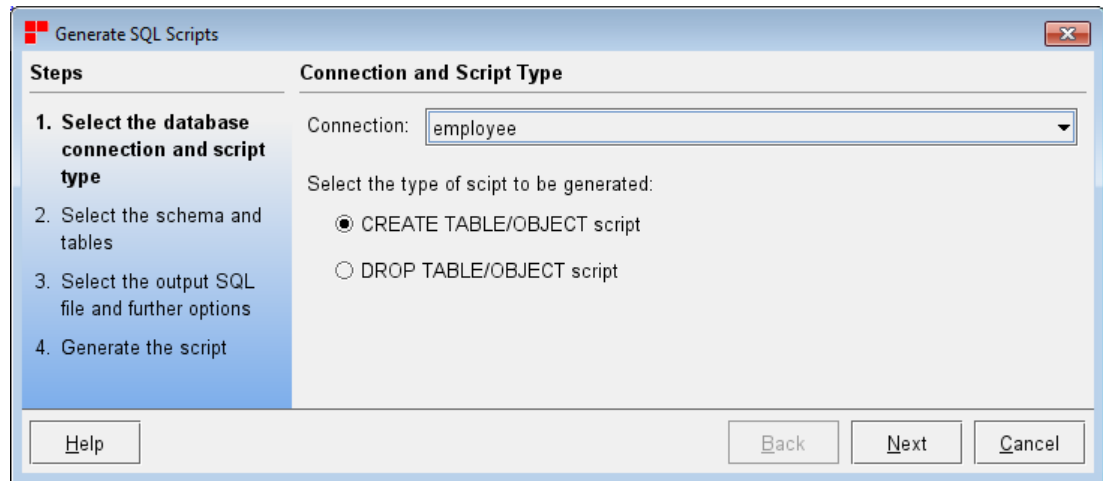 Generate SQL Scripts
Steps
1. Select the database
connection and script
type
2. Select the schema and
tables
3. Select the output SQL
file and further options
4. Generate the script
Connection and Script Type
Connection: employee
Select the type of scipt to be generated:
CREATE TABLE/OBJECT script
DROP TABLE/OBJECT script
Help
Back
Next
Cancel